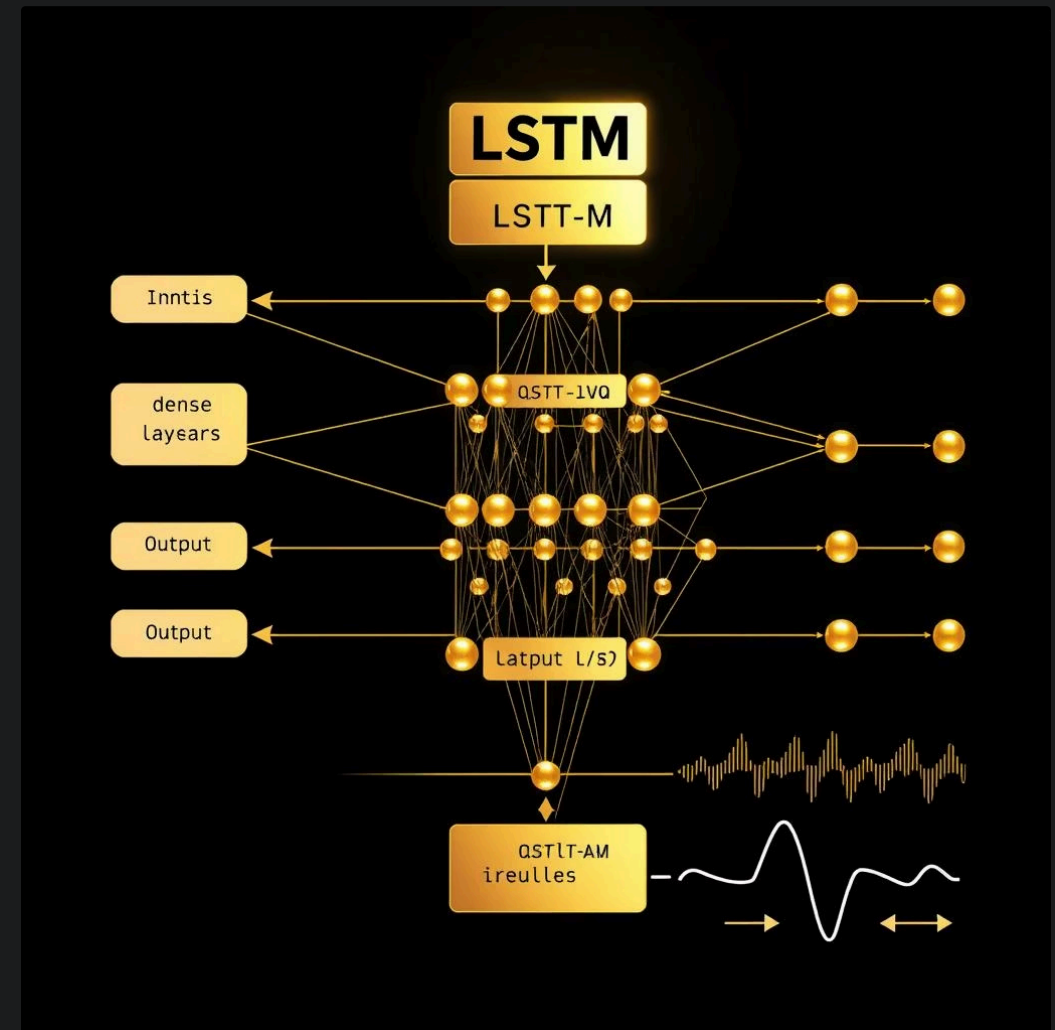 LSTM
LSTT-M
Inntis
QSTT-1VQ
dense
layears
Output
Output
Latput L/S)
QSTlT-AM
ireulles